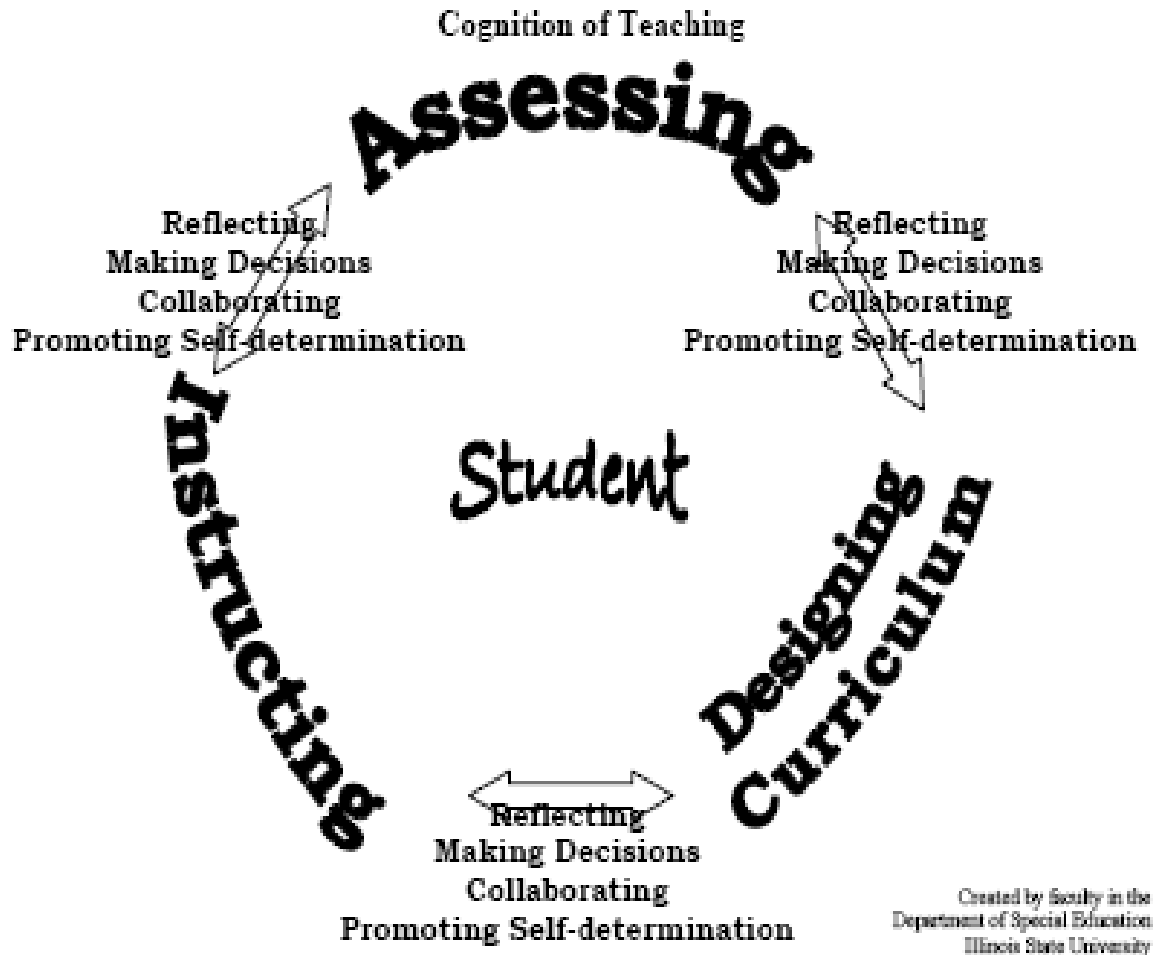 Cognition of Teaching
Assessing
Reflecting
Making Decisions
Collaborating
Promoting Self-determination
Reflecting
Making Decisions
Collaborating
Promoting Self-determination
Instructing
Student
Designing
Curriculum
Reflecting
Making Decisions
Collaborating
Promoting Self-determination
Created by faculty in the
Department of Special Education
Illinois State University